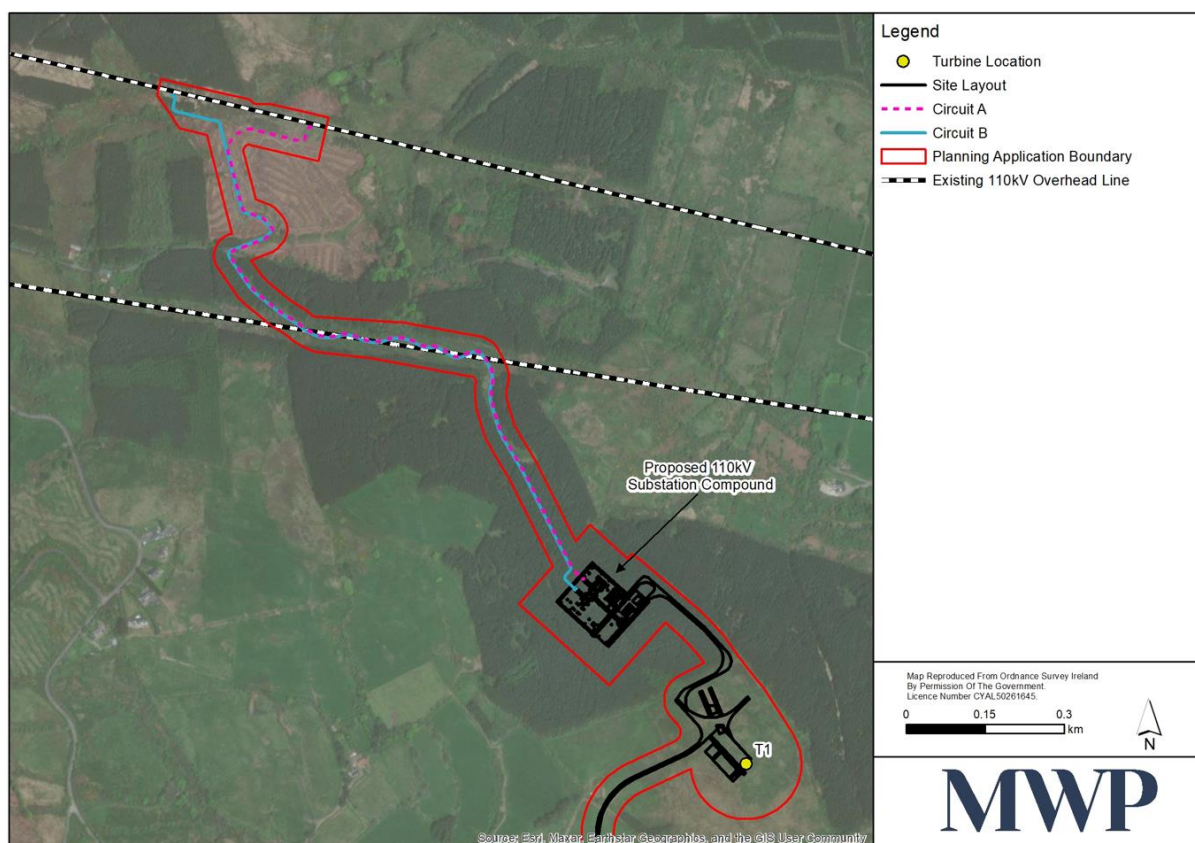 Legend
Turbine Location
Site Layout
Circuit A
Circuit B
Planning Application Boundary
Existing 110kV Overhead Line
Proposed 110kV
Substation Compound
T1
Map Reproduced From Ordnance Survey Ireland
By Permission Of The Government.
Licence Number CYAL50261645.
0 0.15 0.3
km
N
MWP
Source: Esri, Maxar, Earthstar Geographics, and the GIS User Community